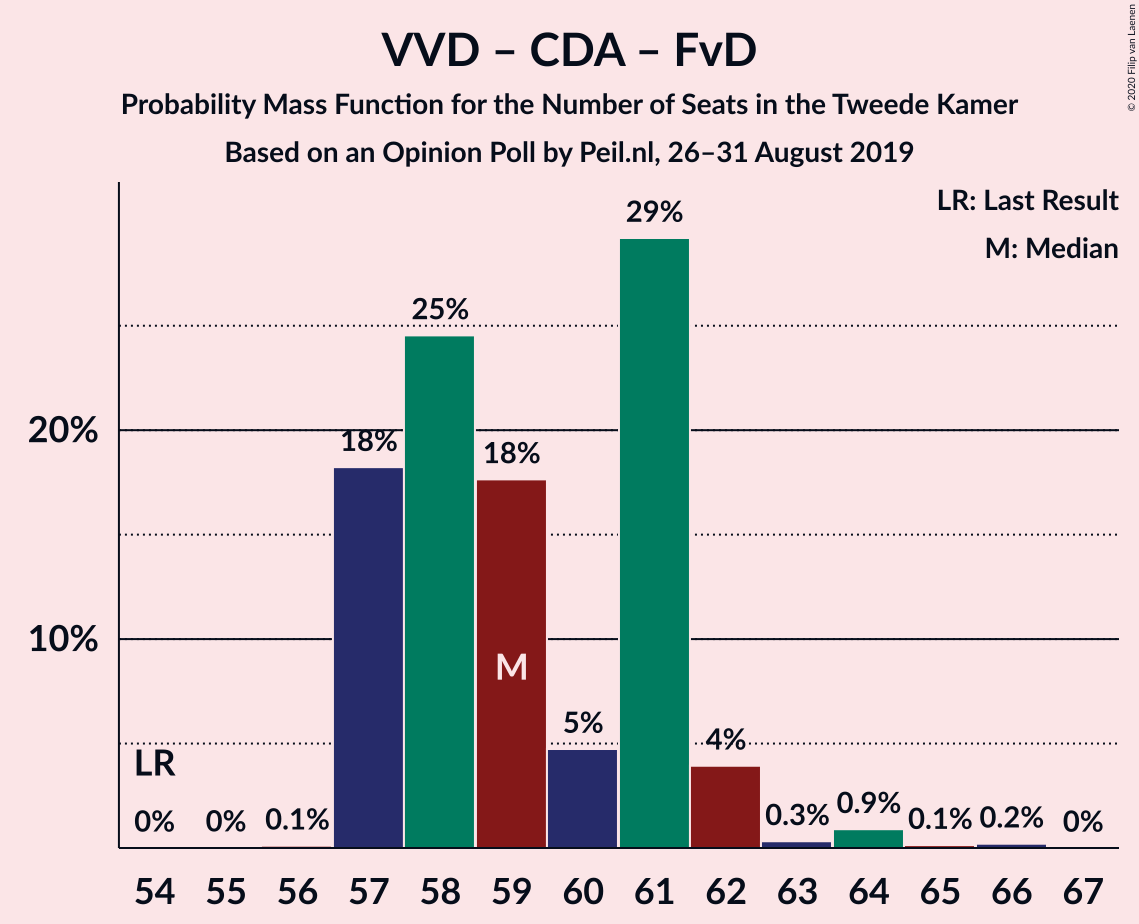 VVD – CDA – FvD
Probability Mass Function for the Number of Seats in the Tweede Kamer
Based on an Opinion Poll by Peil.nl, 26–31 August 2019
© 2020 Filip van Laenen
LR: Last Result
M: Median
29%
25%
20%
18%
18%
10%
M
5%
4%
LR
0%
0%
0.1%
0.3%
0.9%
0.1%
0.2%
0%
54 55 56 57 58 59 60 61 62 63 64 65 66 67